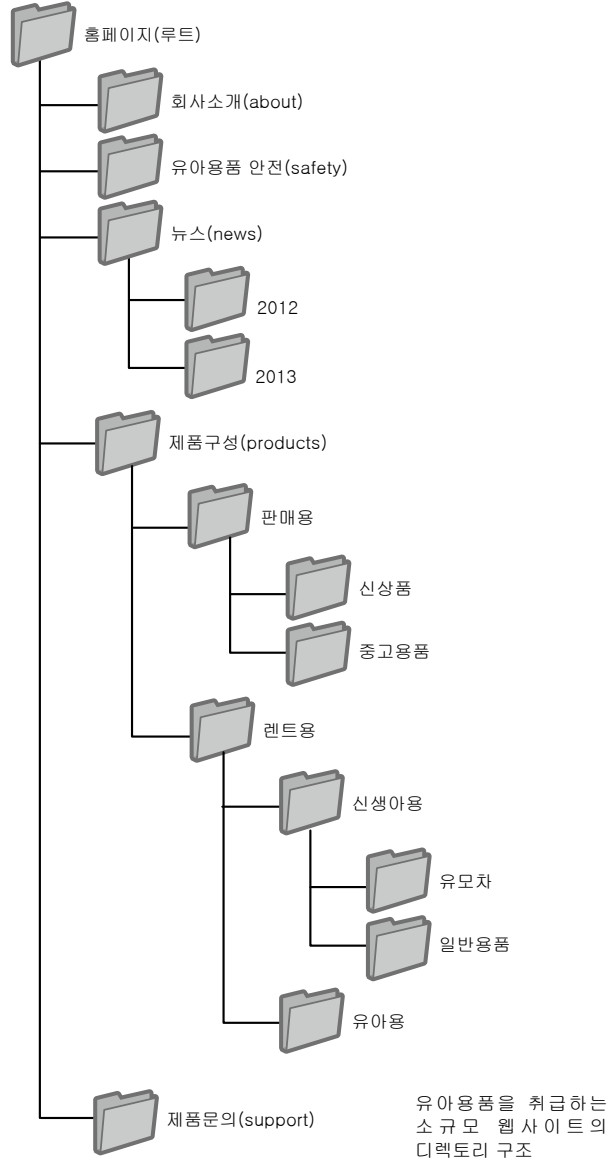 홈페이지(루트)
회사소개(about)
유아용품 안전(safety)
뉴스(news)
2012
2013
제품구성(products)
판매용
신상품
중고용품
렌트용
신생아용
유모차
일반용품
유아용
제품문의(support)
유아용품을 취급하는
소규모 웹사이트의
디렉토리 구조